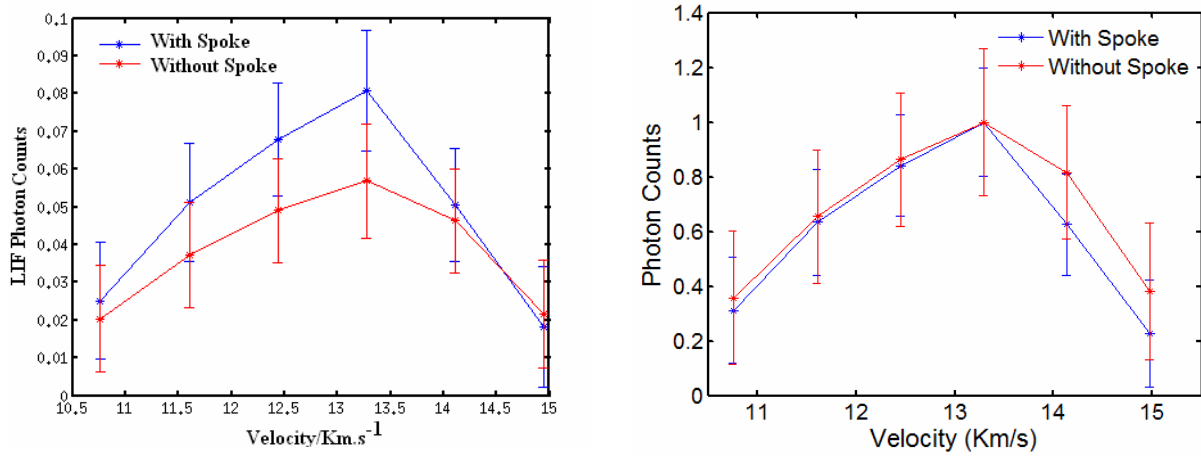 0.1
0.09
0.08
0.07
0.06
0.05
0.04
0.03
0.02
0.01
0
LIF Photon Counts
With Spoke
Without Spoke
10.5 11 11.5 12 12.5 13 13.5 14 14.5 15
Velocity/Km.s-1
1.4
1.2
1
0.8
0.6
0.4
0.2
0
Photon Counts
With Spoke
Without Spoke
11 12 13 14 15
Velocity (Km/s)